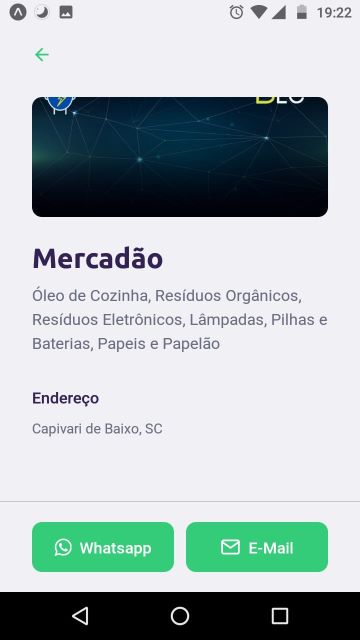 19:22
Mercadão
Óleo de Cozinha, Resíduos Orgânicos,
Resíduos Eletrônicos, Lâmpadas, Pilhas e
Baterias, Papeis e Papelão
Endereço
Capivari de Baixo, SC
Whatsapp
E-Mail